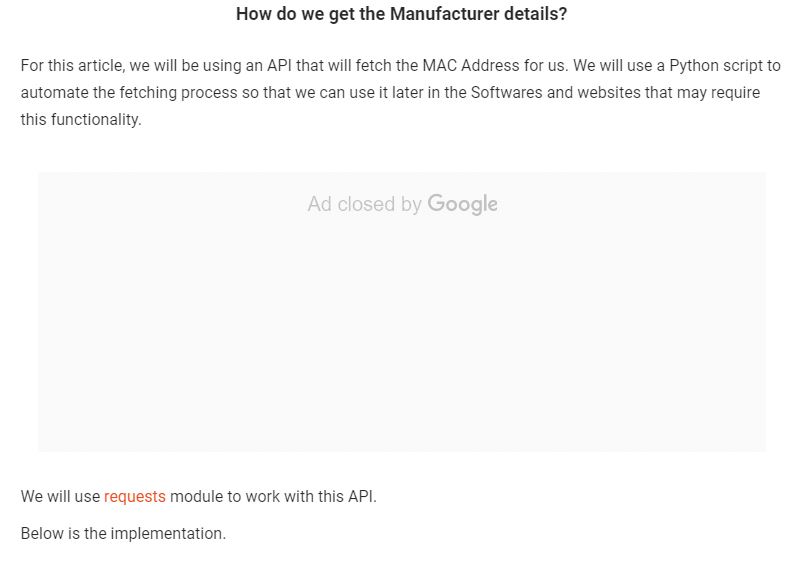 How do we get the Manufacturer details?
For this article, we will be using an API that will fetch the MAC Address for us. We will use a Python script to
automate the fetching process so that we can use it later in the Softwares and websites that may require
this functionality.
Ad closed by Google
We will use requests module to work with this API.
Below is the implementation.